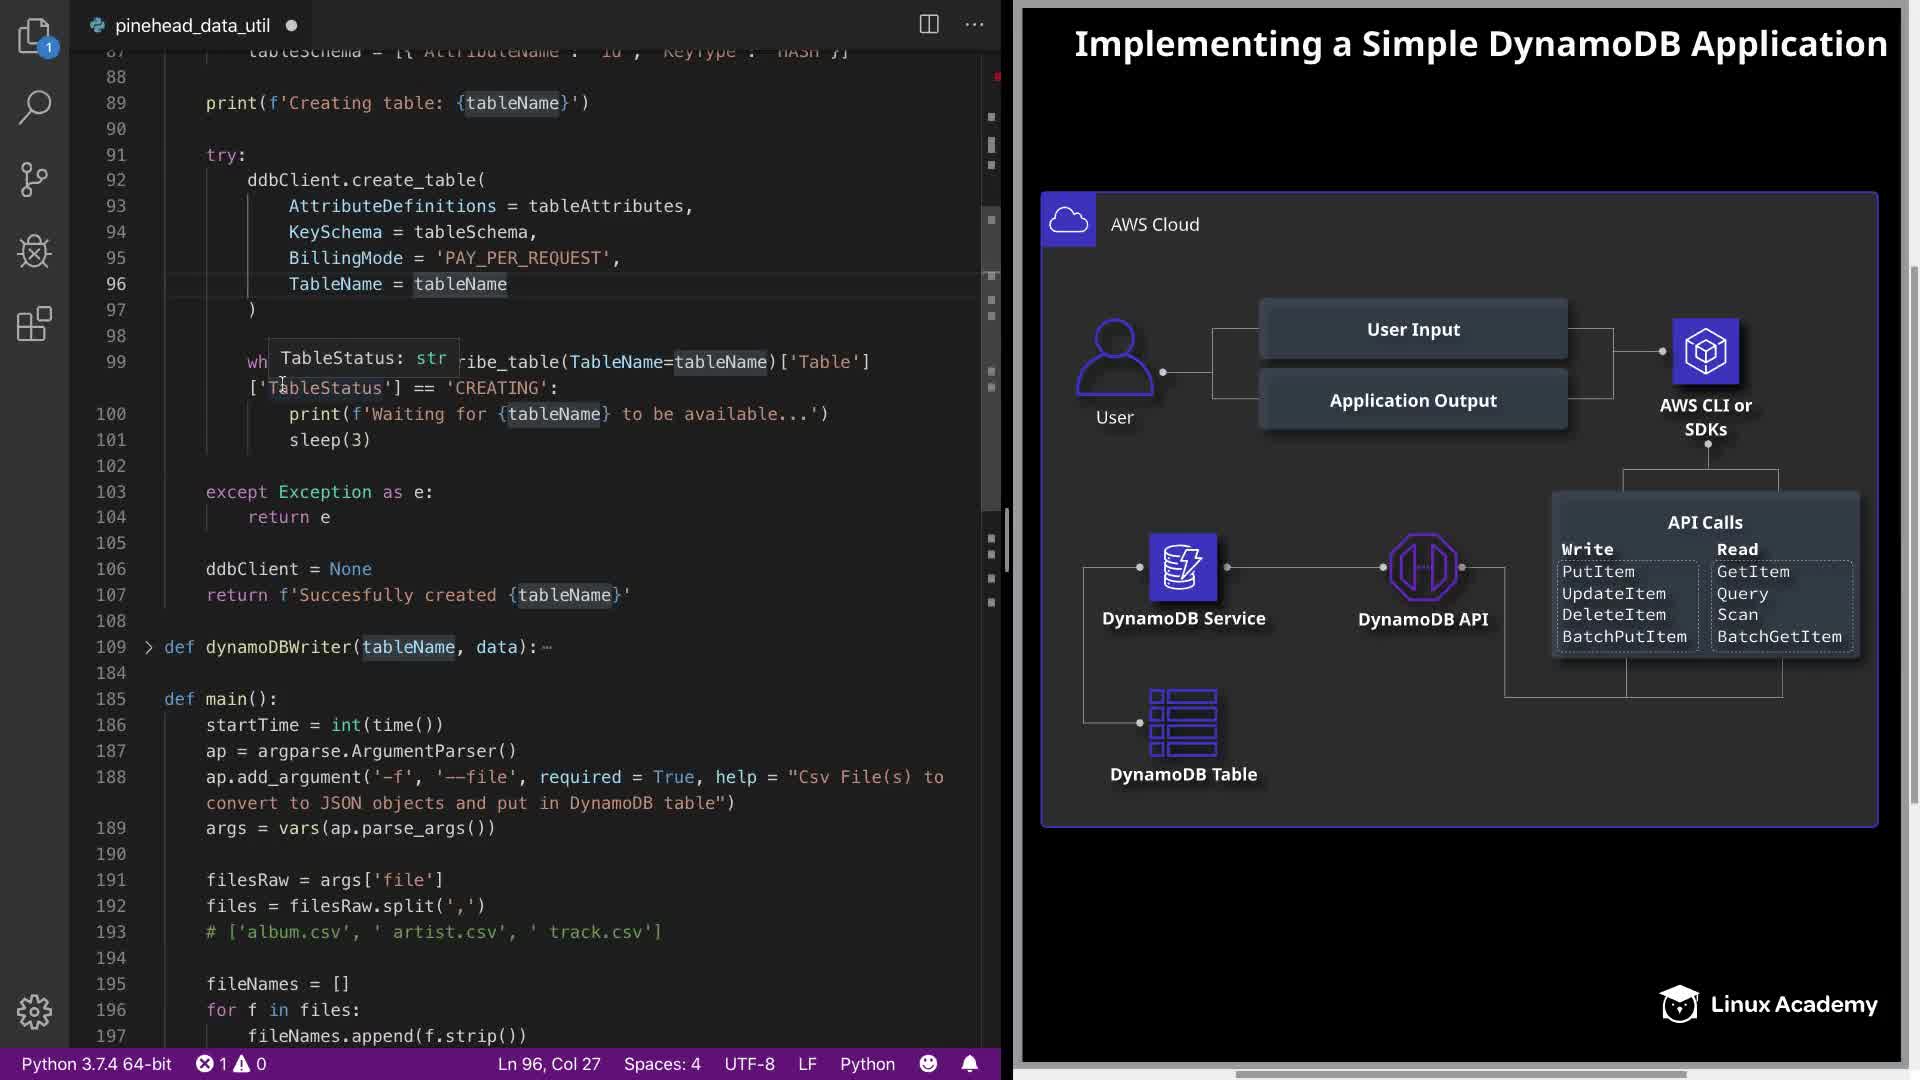 1
pinehead_data_util
87 tableSchema = [{'AttributeName': 'id', 'KeyType': 'HASH'}]
88
89 print(f'Creating table: {tableName}')
90
91 try:
92 ddbClient.create_table(
93 AttributeDefinitions = tableAttributes,
94 KeySchema = tableSchema,
95 BillingMode = 'PAY_PER_REQUEST',
96 TableName = tableName
97 )
98
TableStatus: str
99 wh ribe_table(TableName=tableName)['Table']
['TableStatus'] == 'CREATING':
100 print(f'Waiting for {tableName} to be available...')
101 sleep(3)
102
103 except Exception as e:
104 return e
105
106 ddbClient = None
107 return f'Succesfully created {tableName}'
108
109 def dynamoDBWriter(tableName, data):
184
185 def main():
186 startTime = int(time())
187 ap = argparse.ArgumentParser()
188 ap.add_argument('-f', '--file', required = True, help = "Csv File(s) to
convert to JSON objects and put in DynamoDB table")
189 args = vars(ap.parse_args())
190
191 filesRaw = args['file']
192 files = filesRaw.split(',')
193 # ['album.csv', ' artist.csv', ' track.csv']
194
195 fileNames = []
196 for f in files:
197 fileNames.append(f.strip())
Python 3.7.4 64-bit 1 0 Ln 96, Col 27 Spaces: 4 UTF-8 LF Python
Implementing a Simple DynamoDB Application
AWS Cloud
User Input
Application Output
User
AWS CLI or
SDKs
API Calls
Write Read
PutItem GetItem
UpdateItem Query
DeleteItem Scan
BatchPutItem BatchGetItem
DynamoDB Service
DynamoDB API
DynamoDB Table
Linux Academy